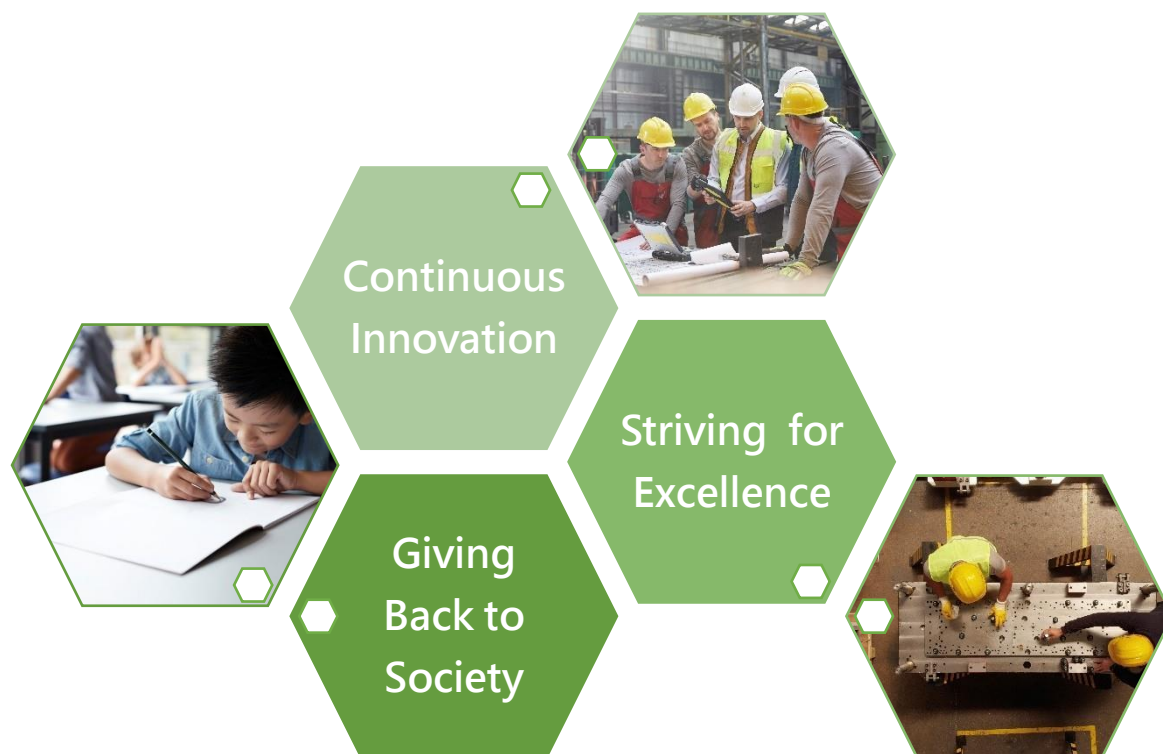 Continuous
Innovation
Striving for
Excellence
Giving
Back to
Society